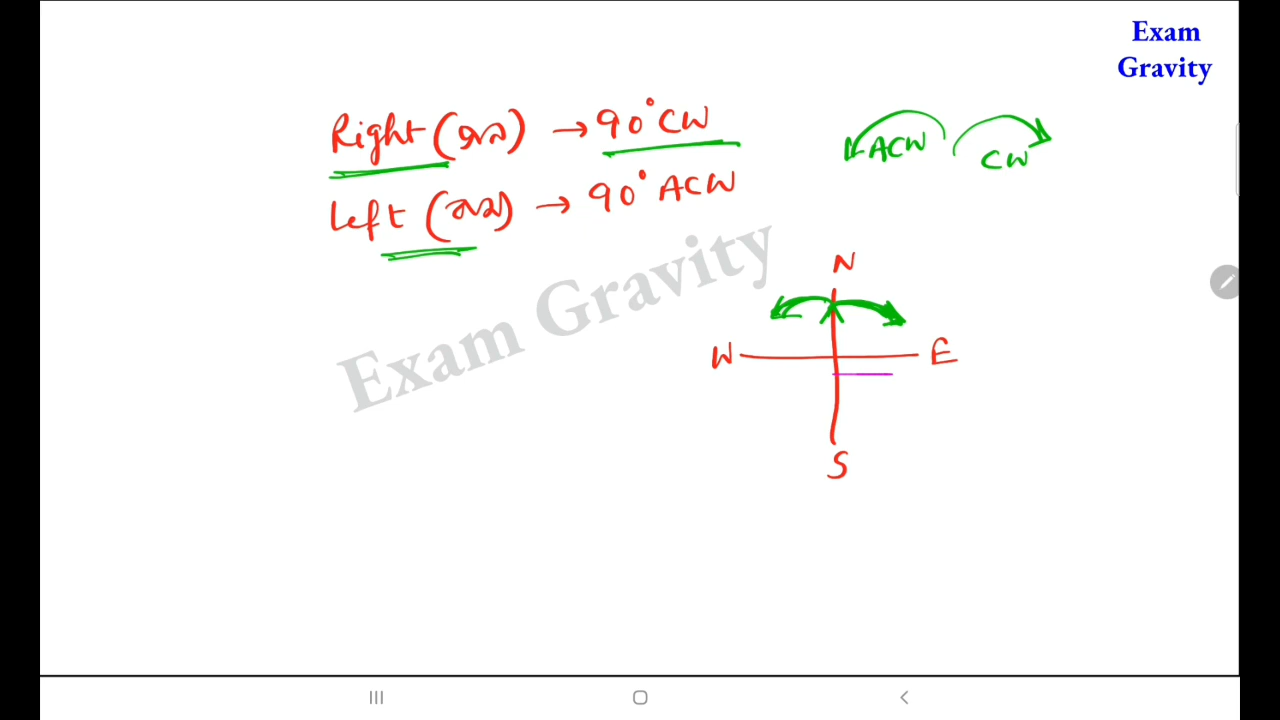 Exam
Gravity
Right → 90°CW
Left → 90° ACW
ACW
CW
N
W
E
S
Exam Gravity